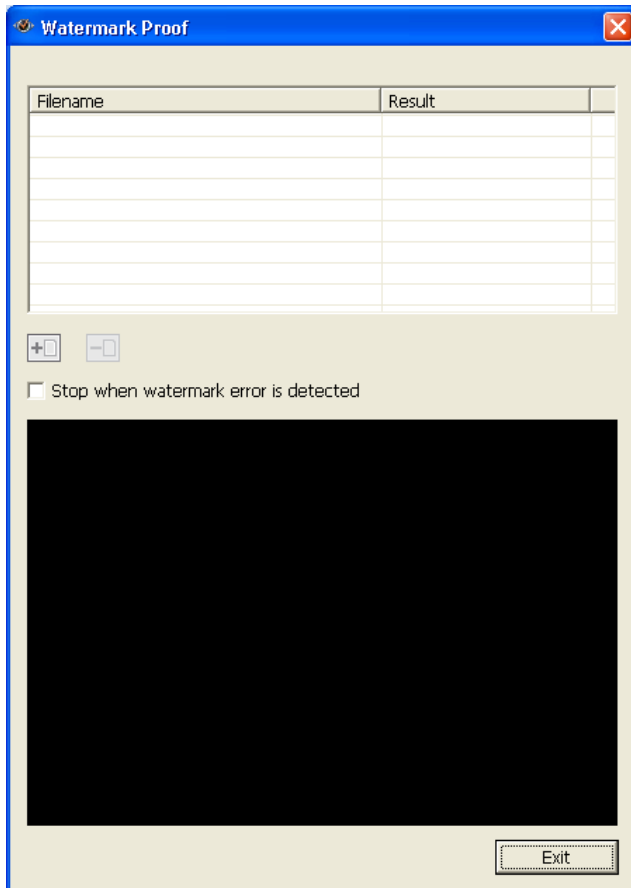 Watermark Proof
Filename Result
Stop when watermark error is detected
Exit